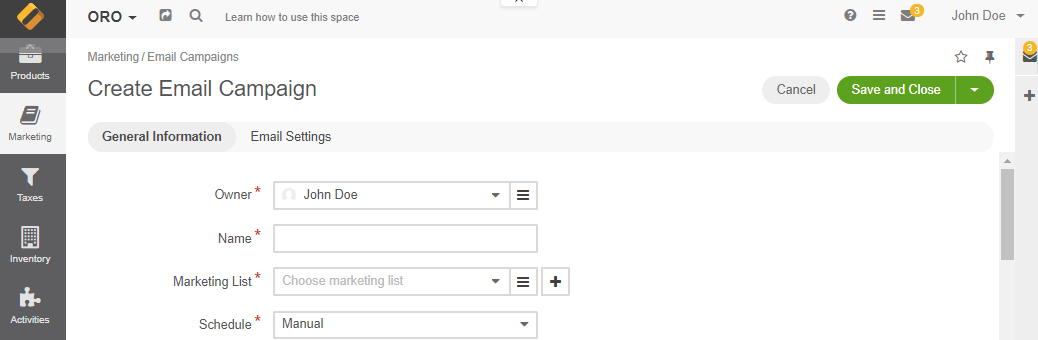 ORO
Learn how to use this space
3
John Doe
Products
Marketing
Taxes
Inventory
Activities
Marketing / Email Campaigns
3
Create Email Campaign
Cancel
Save and Close
General Information
Email Settings
Owner *
John Doe
Name *
Marketing List *
Choose marketing list
Schedule *
Manual